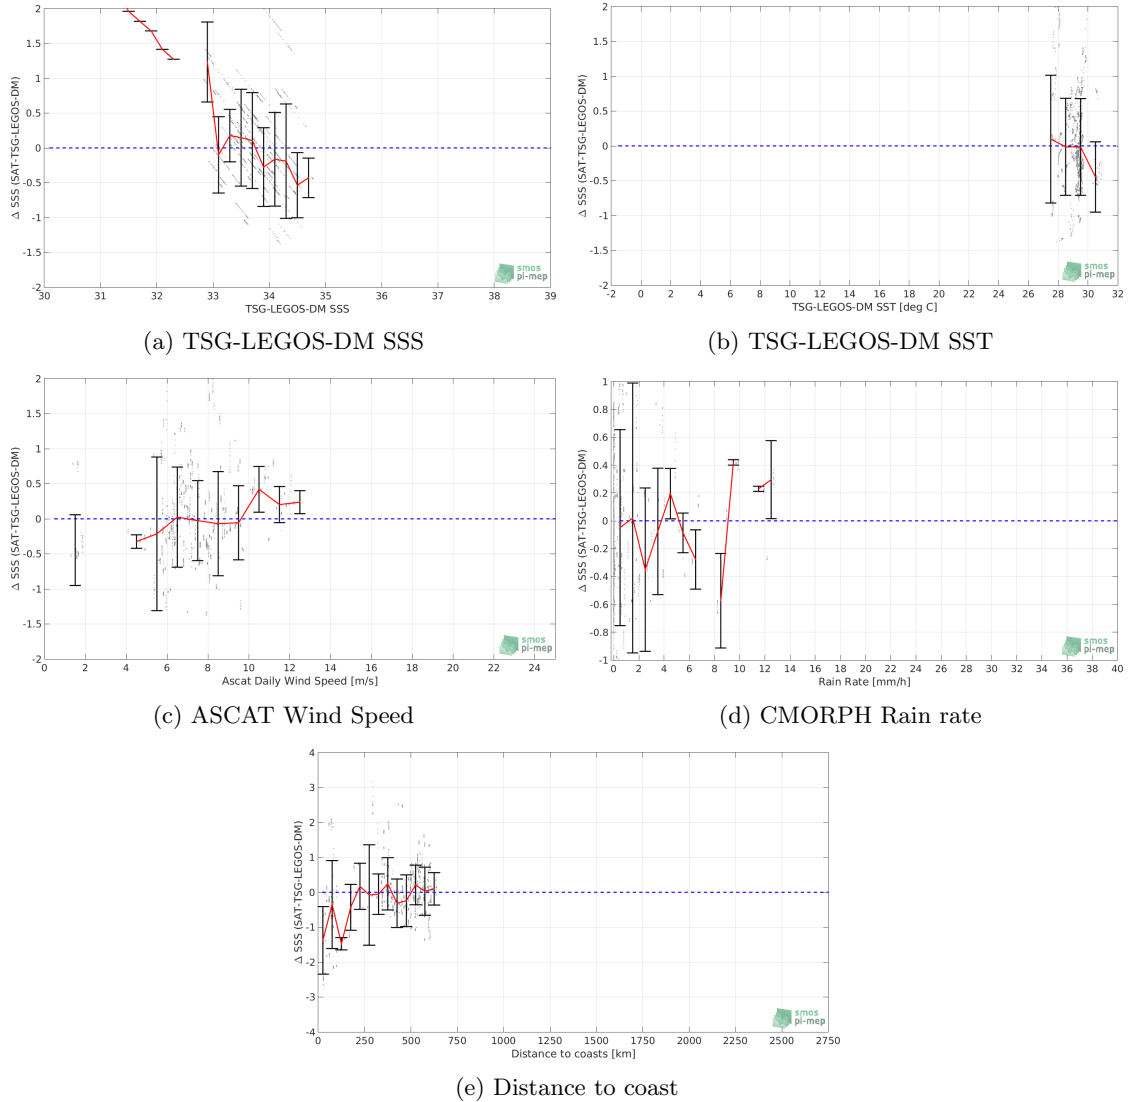 2
1.5
1
0.5
0
-0.5
-1
-1.5
-2
Δ SSS (SAT-TSG-LEGOS-DM)
30 31 32 33 34 35 36 37 38 39
TSG-LEGOS-DM SSS
smos
pi-mep
(a) TSG-LEGOS-DM SSS
2
1.5
1
0.5
0
-0.5
-1
-1.5
-2
Δ SSS (SAT-TSG-LEGOS-DM)
-2 0 2 4 6 8 10 12 14 16 18 20 22 24 26 28 30 32
TSG-LEGOS-DM SST [deg C]
smos
pi-mep
(b) TSG-LEGOS-DM SST
2
1.5
1
0.5
0
-0.5
-1
-1.5
-2
Δ SSS (SAT-TSG-LEGOS-DM)
0 2 4 6 8 10 12 14 16 18 20 22 24
Ascat Daily Wind Speed [m/s]
smos
pi-mep
(c) ASCAT Wind Speed
1
0.8
0.6
0.4
0.2
0
-0.2
-0.4
-0.6
-0.8
-1
Δ SSS (SAT-TSG-LEGOS-DM)
0 2 4 6 8 10 12 14 16 18 20 22 24 26 28 30 32 34 36 38 40
Rain Rate [mm/h]
smos
pi-mep
(d) CMORPH Rain rate
4
3
2
1
0
-1
-2
-3
-4
Δ SSS (SAT-TSG-LEGOS-DM)
0 250 500 750 1000 1250 1500 1750 2000 2250 2500 2750
Distance to coasts [km]
smos
pi-mep
(e) Distance to coast